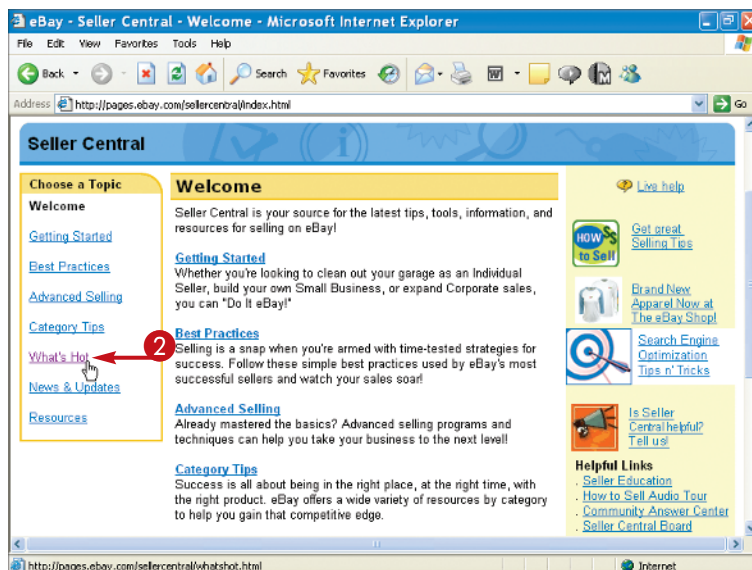 eBay - Seller Central - Welcome - Microsoft Internet Explorer
File Edit View Favorites Tools Help
Back Search Favorites
Address http://pages.ebay.com/sellercentral/index.html Go
Seller Central
Choose a Topic
Welcome
Getting Started
Best Practices
Advanced Selling
Category Tips
What's Hot
News & Updates
Resources
2
Welcome
Seller Central is your source for the latest tips, tools, information, and
resources for selling on eBay!
Getting Started
Whether you're looking to clean out your garage as an Individual
Seller, build your own Small Business, or expand Corporate sales,
you can "Do It eBay!"
Best Practices
Selling is a snap when you're armed with time-tested strategies for
success. Follow these simple best practices used by eBay's most
successful sellers and watch your sales soar!
Advanced Selling
Already mastered the basics? Advanced selling programs and
techniques can help you take your business to the next level!
Category Tips
Success is all about being in the right place, at the right time, with
the right product. eBay offers a wide variety of resources by category
to help you gain that competitive edge.
Live help
HOW $$
to Sell
Get great
Selling Tips
Brand New
Apparel Now at
The eBay Shop!
Search Engine
Optimization
Tips n' Tricks
Is Seller
Central helpful?
Tell us!
Helpful Links
. Seller Education
. How to Sell Audio Tour
. Community Answer Center
. Seller Central Board
http://pages.ebay.com/sellercentral/whatshot.html Internet